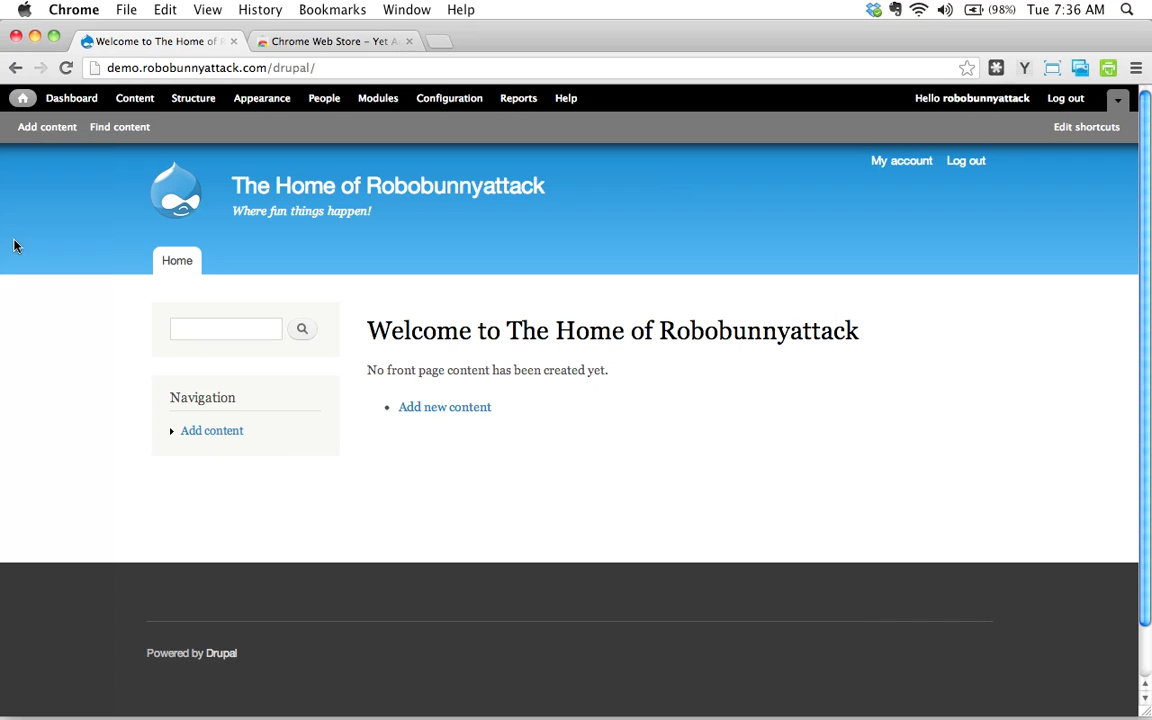 Chrome File Edit View History Bookmarks Window Help (98%) Tue 7:36 AM
Welcome to The Home of R Chrome Web Store – Yet A
demo.robobunnyattack.com/drupal/
Dashboard Content Structure Appearance People Modules Configuration Reports Help Hello robobunnyattack Log out
Add content Find content Edit shortcuts
My account Log out
The Home of Robobunnyattack
Where fun things happen!
Home
Welcome to The Home of Robobunnyattack
No front page content has been created yet.
Add new content
Navigation
Add content
Powered by Drupal